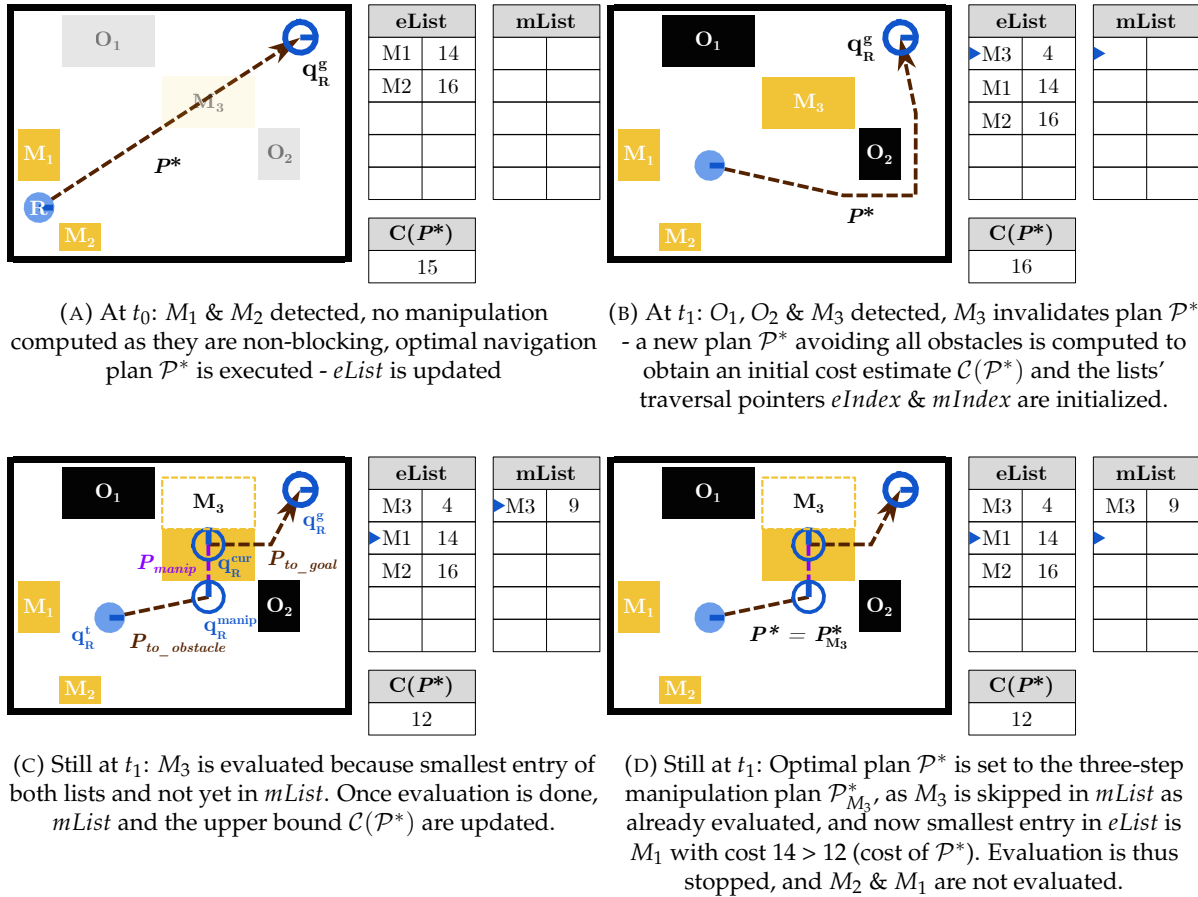 O₁
q_R^g
M₃
M₁
O₂
P*
R
M₂
eList
M1 14
M2 16
mList
C(P*)
15
O₁
q_R^g
M₃
M₁
O₂
P*
M₂
eList
M3 4
M1 14
M2 16
mList
C(P*)
16
(A) At t₀: M₁ & M₂ detected, no manipulation
computed as they are non-blocking, optimal navigation
plan P* is executed - eList is updated
(B) At t₁: O₁, O₂ & M₃ detected, M₃ invalidates plan P*
- a new plan P* avoiding all obstacles is computed to
obtain an initial cost estimate C(P*) and the lists’
traversal pointers eIndex & mIndex are initialized.
O₁
M₃
q_R^g
P_manip
q_R^cur
P_to_goal
M₁
O₂
q_R^t
q_R^manip
P_to_obstacle
M₂
eList
M3 4
M1 14
M2 16
mList
M3 9
C(P*)
12
O₁
M₃
q_R^g
M₁
O₂
P* = P*_M₃
M₂
eList
M3 4
M1 14
M2 16
mList
M3 9
C(P*)
12
(C) Still at t₁: M₃ is evaluated because smallest entry of
both lists and not yet in mList. Once evaluation is done,
mList and the upper bound C(P*) are updated.
(D) Still at t₁: Optimal plan P* is set to the three-step
manipulation plan P*_M₃, as M₃ is skipped in mList as
already evaluated, and now smallest entry in eList is
M₁ with cost 14 > 12 (cost of P*). Evaluation is thus
stopped, and M₂ & M₁ are not evaluated.